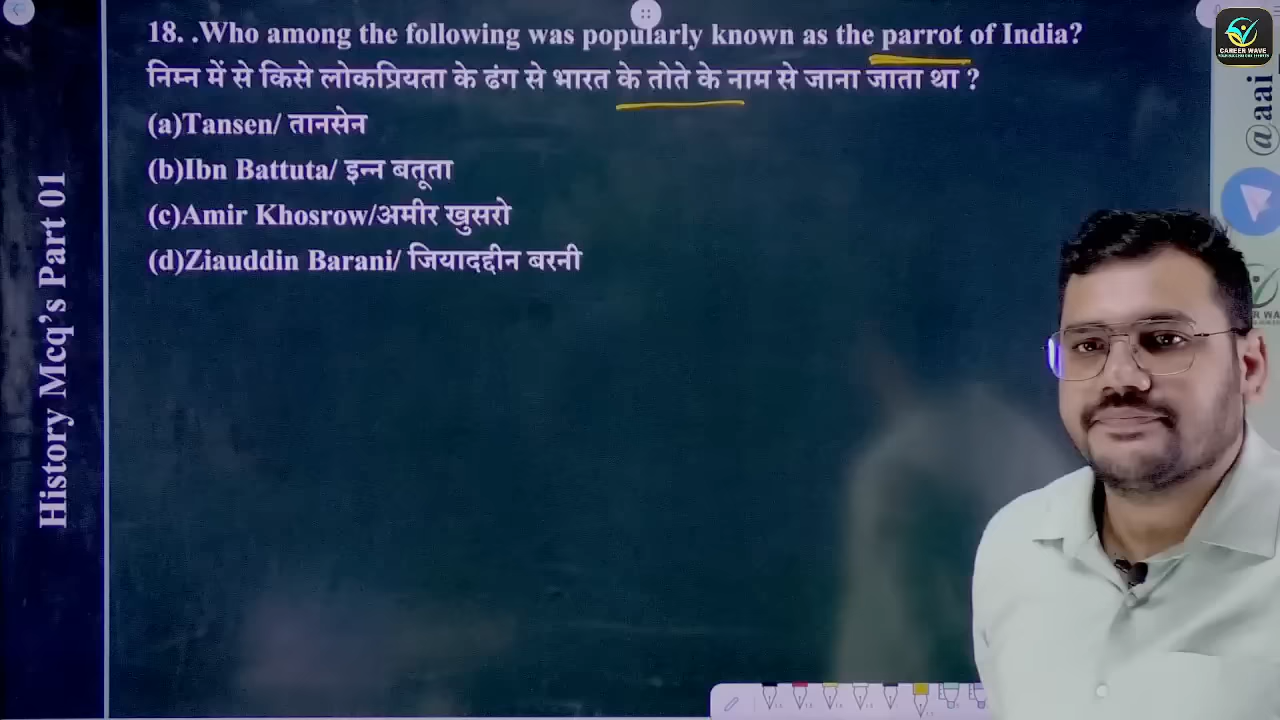 18. .Who among the following was popularly known as the parrot of India?
निम्न में से किसे लोकप्रियता के ढंग से भारत के तोते के नाम से जाना जाता था ?
(a)Tansen/ तानसेन
(b)Ibn Battuta/ इन्न बतूता
(c)Amir Khosrow/अमीर खुसरो
(d)Ziauddin Barani/ जियादद्दीन बरनी
History Mcq's Part 01
CAREER WAVE
@aai